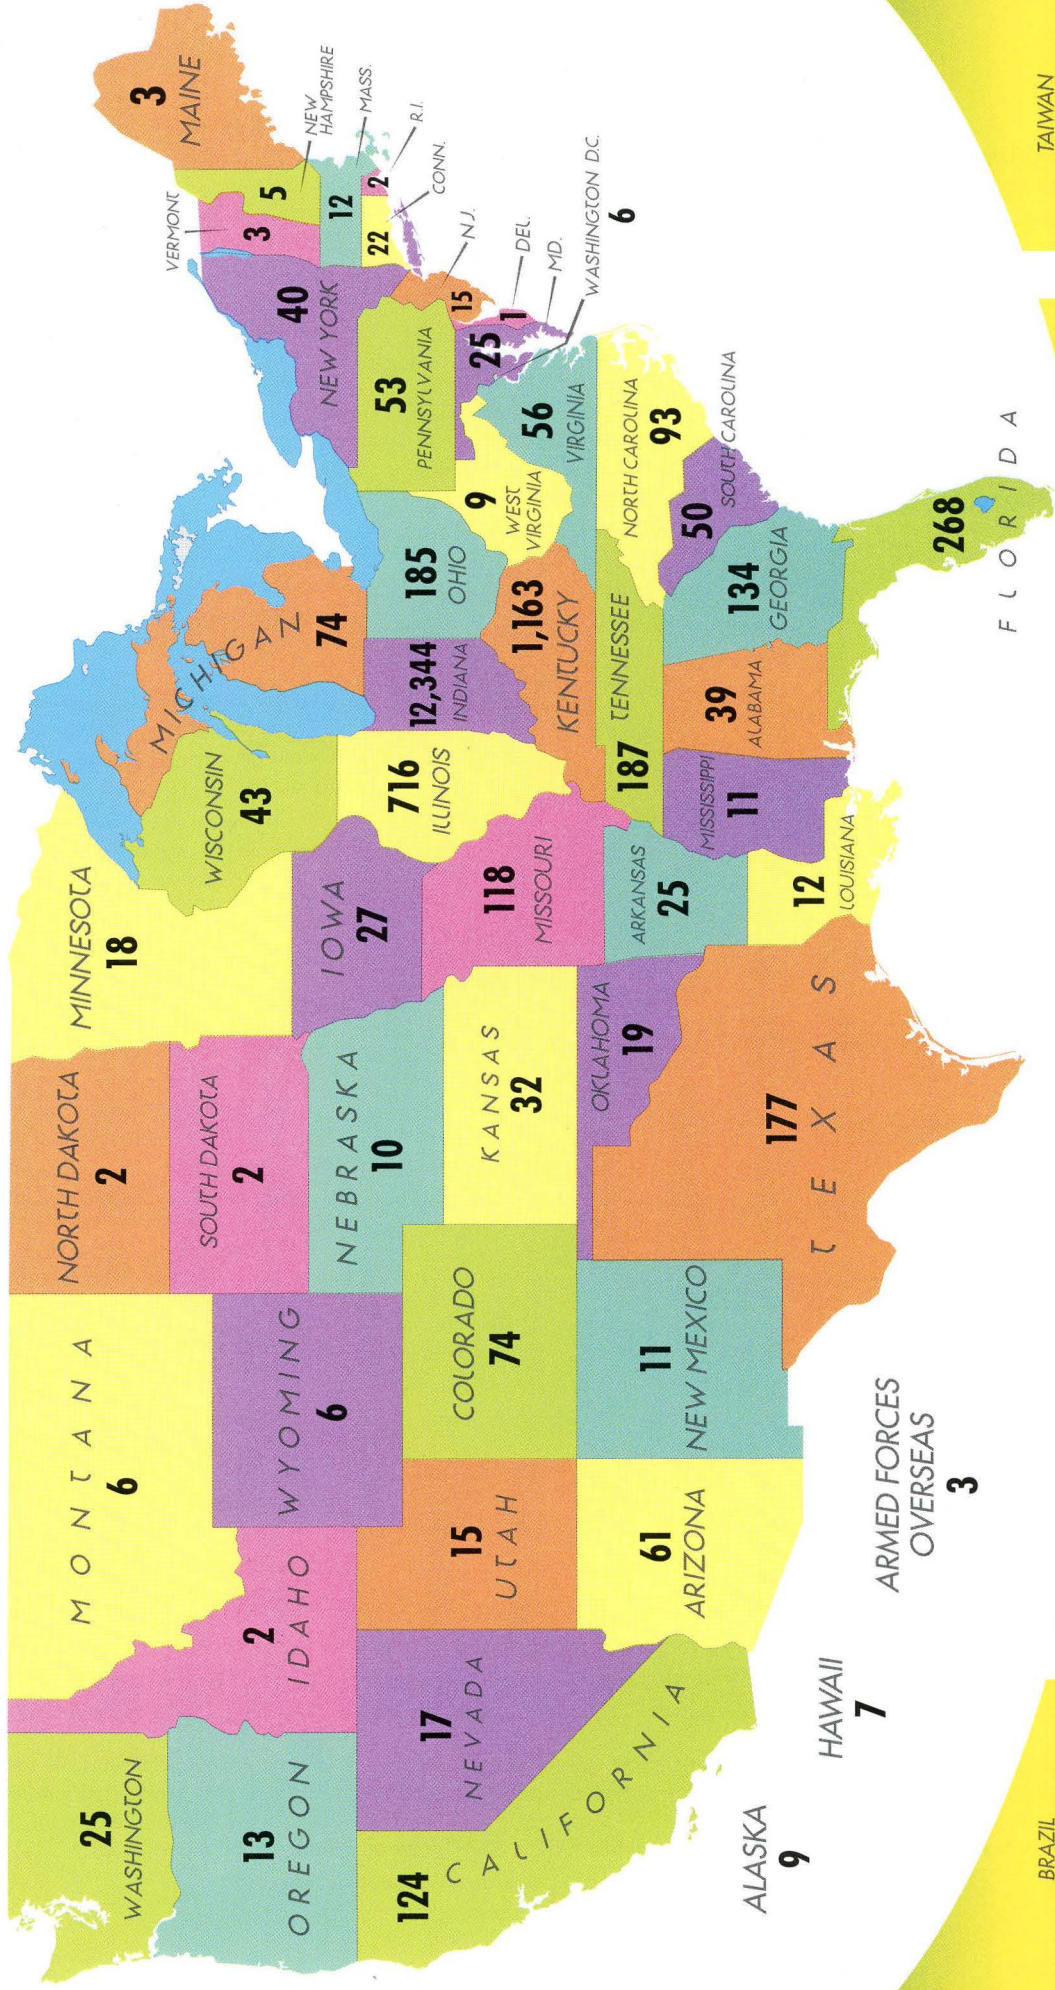 WASHINGTON
25
OREGON
13
CALIFORNIA
124
NEVADA
17
IDAHO
2
MONTANA
6
WYOMING
6
UTAH
15
ARIZONA
61
COLORADO
74
NEW MEXICO
11
NORTH DAKOTA
2
SOUTH DAKOTA
2
NEBRASKA
10
KANSAS
32
OKLAHOMA
19
TEXAS
177
MINNESOTA
18
IOWA
27
MISSOURI
118
ARKANSAS
25
LOUISIANA
12
WISCONSIN
43
ILLINOIS
716
MICHIGAN
74
INDIANA
12,344
OHIO
185
KENTUCKY
1,163
TENNESSEE
187
MISSISSIPPI
11
ALABAMA
39
GEORGIA
134
FLORIDA
268
SOUTH CAROLINA
50
NORTH CAROLINA
93
VIRGINIA
56
WEST
VIRGINIA
9
PENNSYLVANIA
53
NEW YORK
40
VERMONT
3
NEW
HAMPSHIRE
5
MAINE
3
MASS.
12
R.I.
2
CONN.
22
N.J.
15
DEL.
1
MD.
25
WASHINGTON D.C.
6
ALASKA
9
HAWAII
7
ARMED FORCES
OVERSEAS
3
BRAZIL
TAIWAN